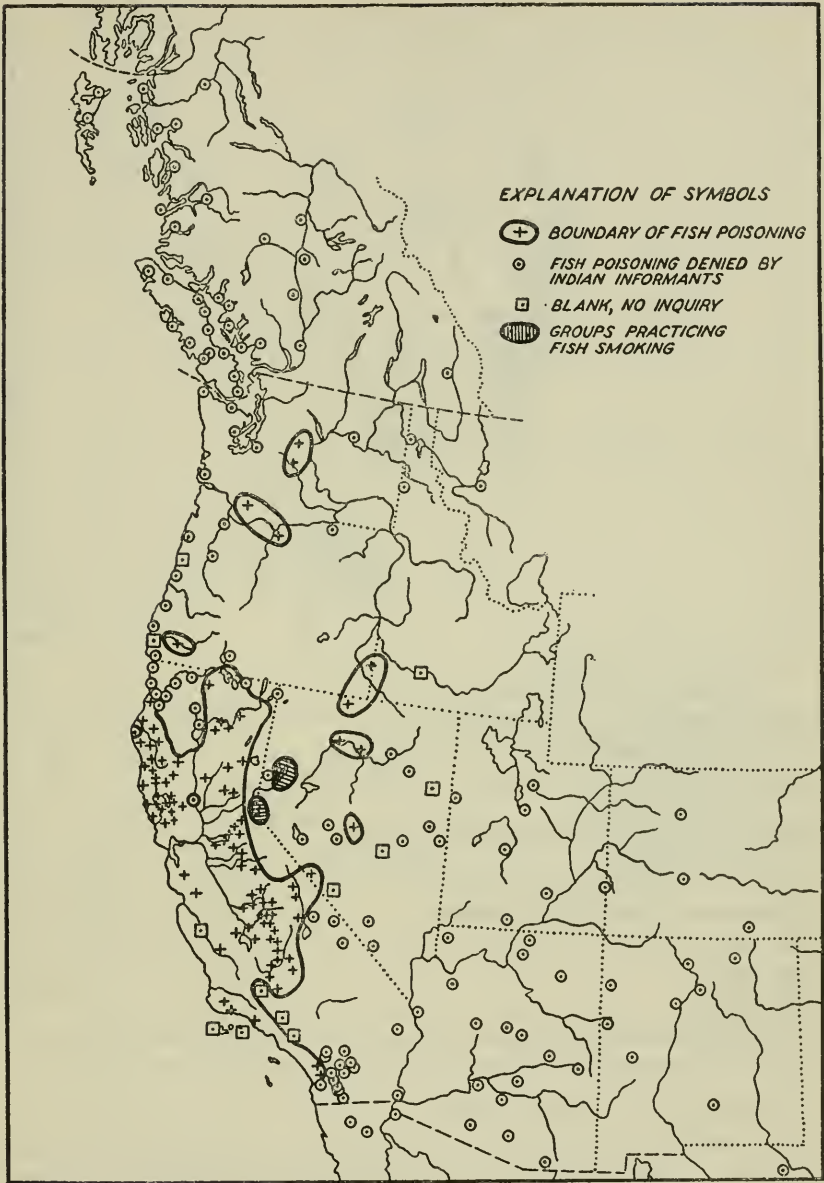 EXPLANATION OF SYMBOLS
BOUNDARY OF FISH POISONING
FISH POISONING DENIED BY
INDIAN INFORMANTS
BLANK, NO INQUIRY
GROUPS PRACTICING
FISH SMOKING